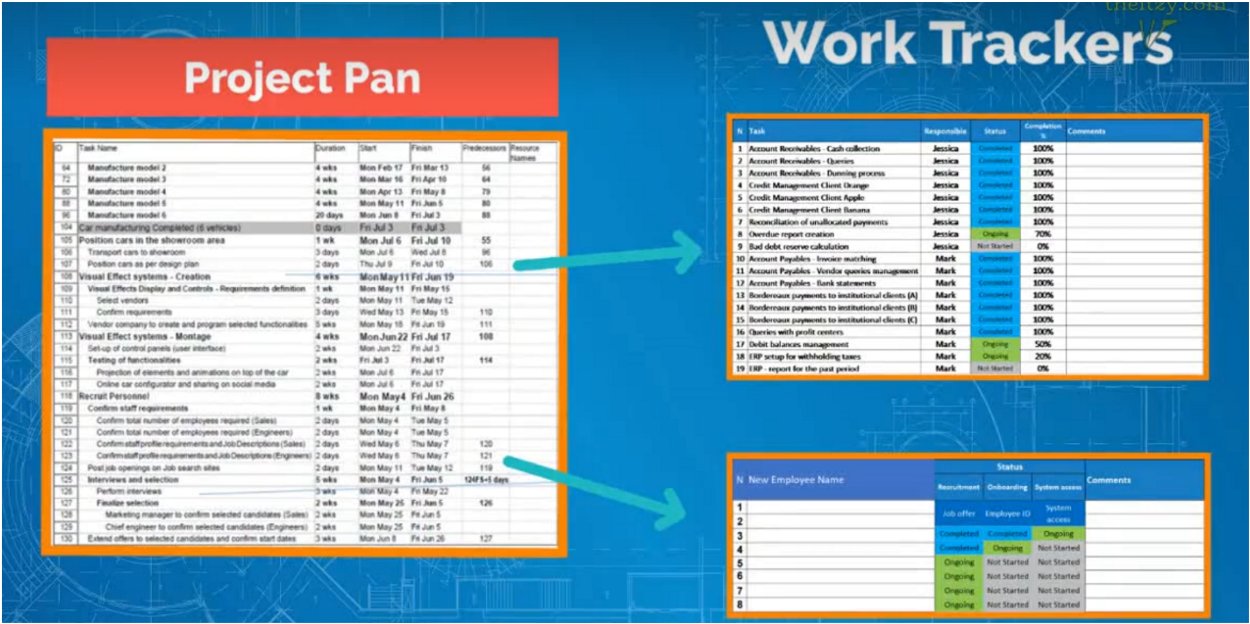 theitzy.com
Project Pan
Work Trackers
ID Task Name Duration Start Finish Predecessors Resource Names
64 Manufacture model 2 4 wks Mon Feb 17 Fri Mar 13 56
72 Manufacture model 3 4 wks Mon Mar 16 Fri Apr 10 64
80 Manufacture model 4 4 wks Mon Apr 13 Fri May 8 79
88 Manufacture model 5 4 wks Mon May 11 Fri Jun 5 80
96 Manufacture model 6 20 days Mon Jun 8 Fri Jul 3 88
104 Car manufacturing Completed (6 vehicles) 0 days Fri Jul 3 Fri Jul 3
105 Position cars in the showroom area 1 wk Mon Jul 6 Fri Jul 10 55
106 Transport cars to showroom 3 days Mon Jul 6 Wed Jul 8 96
107 Position cars as per design plan 2 days Thu Jul 9 Fri Jul 10 106
108 Visual Effect systems - Creation 6 wks Mon May 11 Fri Jun 19
109 Visual Effects Display and Controls - Requirements definition 1 wk Mon May 11 Fri May 15
110 Select vendors 2 days Mon May 11 Tue May 12
111 Confirm requirements 3 days Wed May 13 Fri May 15 110
112 Vendor company to create and program selected functionalities 5 wks Mon May 18 Fri Jun 19 111
113 Visual Effect systems - Montage 4 wks Mon Jun 22 Fri Jul 17 108
114 Set-up of control panels (user interface) 2 wks Mon Jun 22 Fri Jul 3
115 Testing of functionalities 2 wks Fri Jul 3 Fri Jul 17 114
116 Projection of elements and animations on top of the car 2 wks Mon Jul 6 Fri Jul 17
117 Online car configurator and sharing on social media 2 wks Mon Jul 6 Fri Jul 17
118 Recruit Personnel 8 wks Mon May 4 Fri Jun 26
119 Confirm staff requirements 1 wk Mon May 4 Fri May 8
120 Confirm total number of employees required (Sales) 2 days Mon May 4 Tue May 5
121 Confirm total number of employees required (Engineers) 2 days Mon May 4 Tue May 5
122 Confirm staff profile requirements and Job Descriptions (Sales) 2 days Wed May 6 Thu May 7 120
123 Confirm staff profile requirements and Job Descriptions (Engineers) 2 days Wed May 6 Thu May 7 121
124 Post job openings on Job search sites 2 days Mon May 11 Tue May 12 119
125 Interviews and selection 5 wks Mon May 4 Fri Jun 5 124FS+5 days
126 Perform interviews 3 wks Mon May 4 Fri May 22
127 Finalize selection 2 wks Mon May 25 Fri Jun 5 126
128 Marketing manager to confirm selected candidates (Sales) 2 wks Mon May 25 Fri Jun 5
129 Chief engineer to confirm selected candidates (Engineers) 2 wks Mon May 25 Fri Jun 5
130 Extend offers to selected candidates and confirm start dates 3 wks Mon Jun 8 Fri Jun 26 127
N Task Responsible Status Completion % Comments
1 Account Receivables - Cash collection Jessica Completed 100%
2 Account Receivables - Queries Jessica Completed 100%
3 Account Receivables - Dunning process Jessica Completed 100%
4 Credit Management Client Orange Jessica Completed 100%
5 Credit Management Client Apple Jessica Completed 100%
6 Credit Management Client Banana Jessica Completed 100%
7 Reconciliation of unallocated payments Jessica Completed 100%
8 Overdue report creation Jessica Ongoing 70%
9 Bad debt reserve calculation Jessica Not Started 0%
10 Account Payables - Invoice matching Mark Completed 100%
11 Account Payables - Vendor queries management Mark Completed 100%
12 Account Payables - Bank statements Mark Completed 100%
13 Bordereaux payments to institutional clients (A) Mark Completed 100%
14 Bordereaux payments to institutional clients (B) Mark Completed 100%
15 Bordereaux payments to institutional clients (C) Mark Completed 100%
16 Queries with profit centers Mark Completed 100%
17 Debit balances management Mark Ongoing 50%
18 ERP setup for withholding taxes Mark Ongoing 20%
19 ERP - report for the past period Mark Not Started 0%
N New Employee Name Status Comments
Recruitment Onboarding System assess
1 Job offer Employee ID System access
2
3 Completed Completed Ongoing
4 Completed Ongoing Not Started
5 Ongoing Not Started Not Started
6 Ongoing Not Started Not Started
7 Ongoing Not Started Not Started
8 Ongoing Not Started Not Started